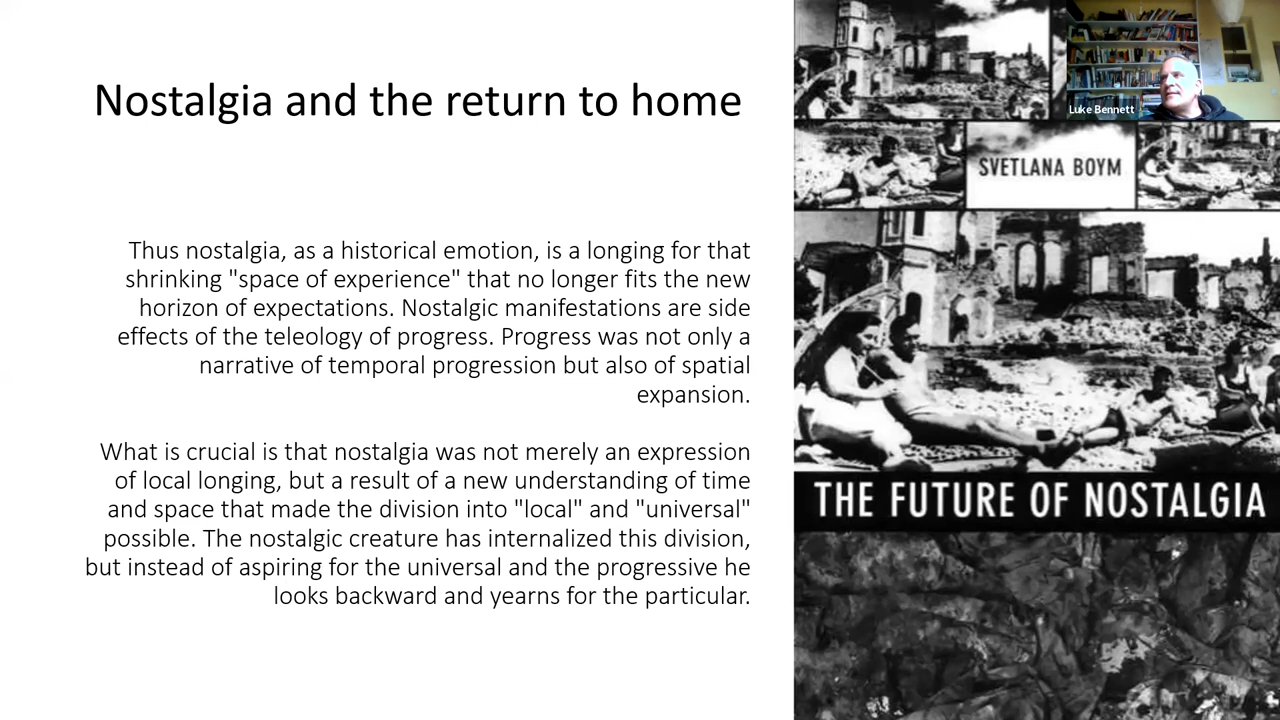 Nostalgia and the return to home
Thus nostalgia, as a historical emotion, is a longing for that
shrinking "space of experience" that no longer fits the new
horizon of expectations. Nostalgic manifestations are side
effects of the teleology of progress. Progress was not only a
narrative of temporal progression but also of spatial
expansion.
What is crucial is that nostalgia was not merely an expression
of local longing, but a result of a new understanding of time
and space that made the division into "local" and "universal"
possible. The nostalgic creature has internalized this division,
but instead of aspiring for the universal and the progressive he
looks backward and yearns for the particular.
Luke Bennett
SVETLANA BOYM
THE FUTURE OF NOSTALGIA